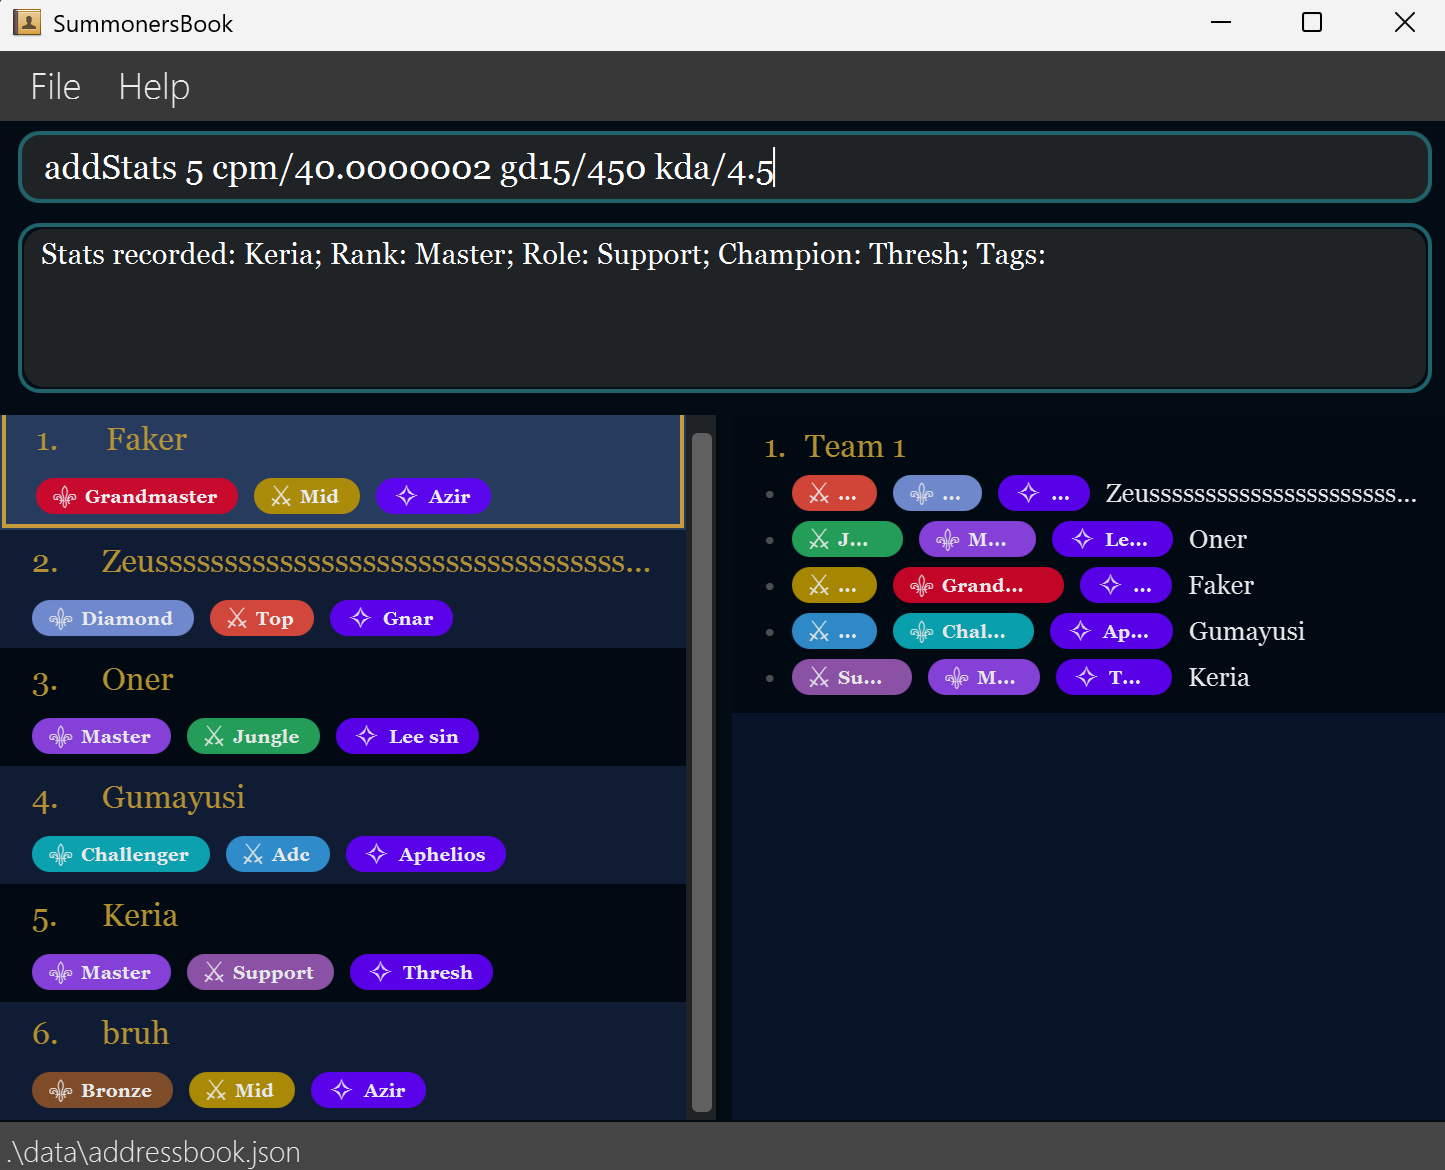 SummonersBook
File Help
addStats 5 cpm/40.0000002 gd15/450 kda/4.5
Stats recorded: Keria; Rank: Master; Role: Support; Champion: Thresh; Tags:
1. Faker
Grandmaster Mid Azir
2. Zeusssssssssssssssssssssssssssssssssss...
Diamond Top Gnar
3. Oner
Master Jungle Lee sin
4. Gumayusi
Challenger Adc Aphelios
5. Keria
Master Support Thresh
6. bruh
Bronze Mid Azir
1. Team 1
... ... ... Zeusssssssssssssssssssssss...
J... M... Le... Oner
... Grand... ... Faker
... Chal... Ap... Gumayusi
Su... M... T... Keria
.\data\addressbook.json